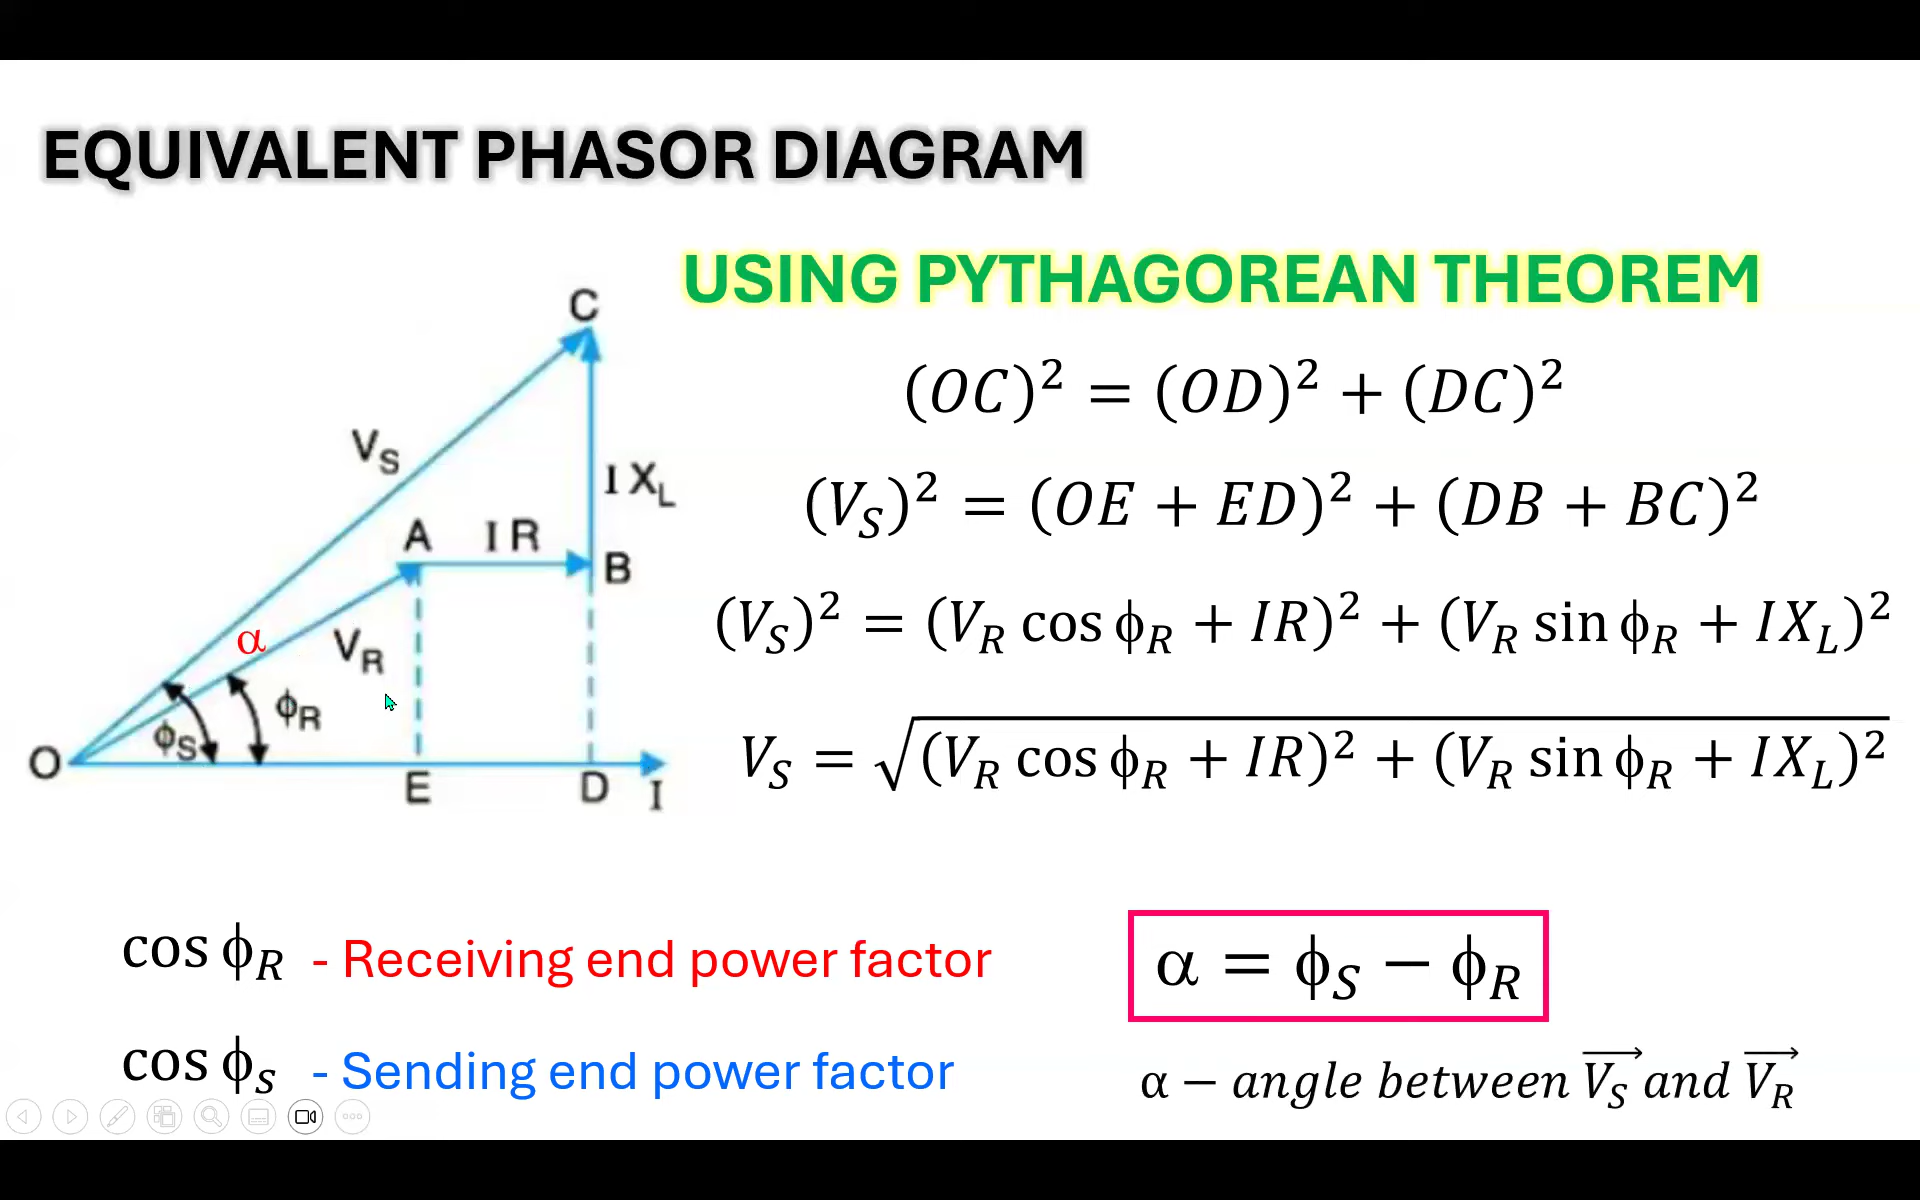 EQUIVALENT PHASOR DIAGRAM
USING PYTHAGOREAN THEOREM
C
V_S
I X_L
A
I R
B
α
V_R
ϕ_R
ϕ_S
O
E
D
I
(OC)² = (OD)² + (DC)²
(V_S)² = (OE + ED)² + (DB + BC)²
(V_S)² = (V_R cos ϕ_R + IR)² + (V_R sin ϕ_R + IX_L)²
V_S = √((V_R cos ϕ_R + IR)² + (V_R sin ϕ_R + IX_L)²)
cos ϕ_R - Receiving end power factor
cos ϕ_s - Sending end power factor
α = ϕ_S − ϕ_R
α − angle between V_S⃗ and V_R⃗